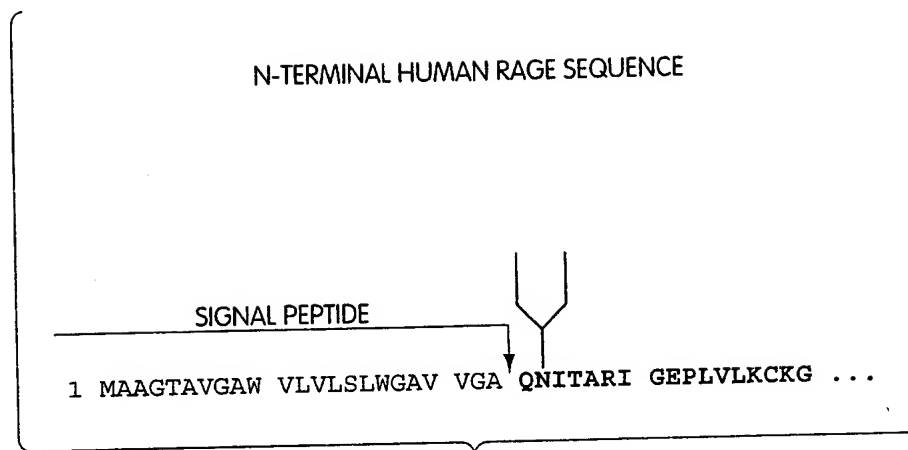 N-TERMINAL HUMAN RAGE SEQUENCE
SIGNAL PEPTIDE
1 MAAGTAVGAW VLVLSLWGAV VGA QNITARI GEPLVLKCKG ...